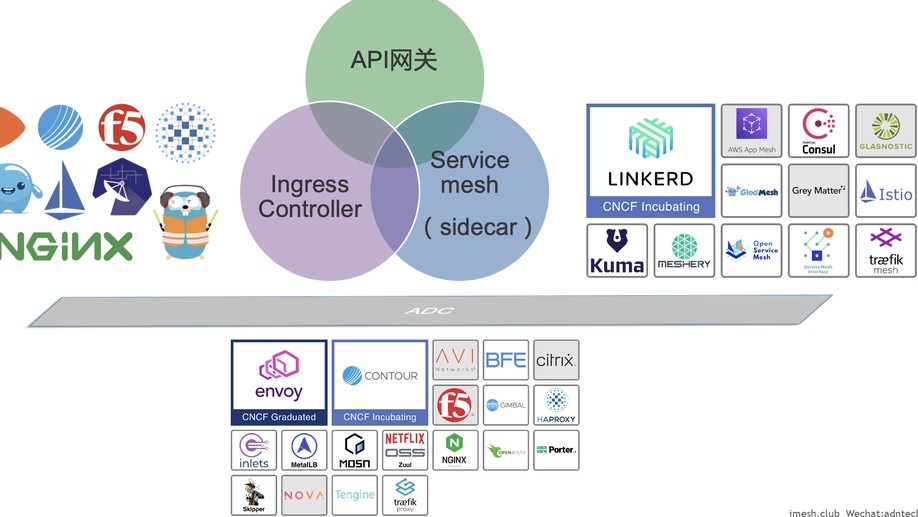 API网关
Ingress
Controller
Service
mesh
（sidecar）
f5
NGINX
LINKERD
CNCF Incubating
AWS App Mesh
HashiCorp
Consul
GLASNOSTIC
GlooMesh
Grey Matter
Istio
Kuma
MESHERY
Open
Service
Mesh
Service Mesh
Interface
træfik
mesh
ADC
envoy
CNCF Graduated
CONTOUR
CNCF Incubating
AVI
Networks
BFE
citrix
f5
GIMBAL
HAPROXY
inlets
MetalLB
MOSN
NETFLIX
OSS
Zuul
NGINX
OPENRESTY
Porter
Skipper
NOVA
Tengine
træfik
proxy
imesh.club Wechat:adntech